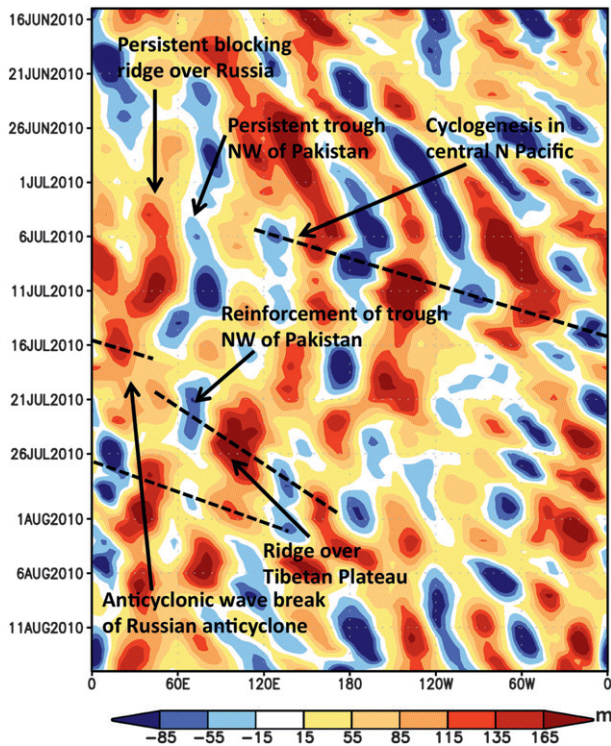 16JUN2010
Persistent blocking
ridge over Russia
21JUN2010
Persistent trough
NW of Pakistan
Cyclogenesis in
central N Pacific
26JUN2010
1JUL2010
6JUL2010
11JUL2010
Reinforcement of trough
NW of Pakistan
16JUL2010
21JUL2010
26JUL2010
1AUG2010
Ridge over
Tibetan Plateau
6AUG2010
Anticyclonic wave break
of Russian anticyclone
11AUG2010
0 60E 120E 180 120W 60W 0
-85 -55 -15 15 55 85 115 135 165 m